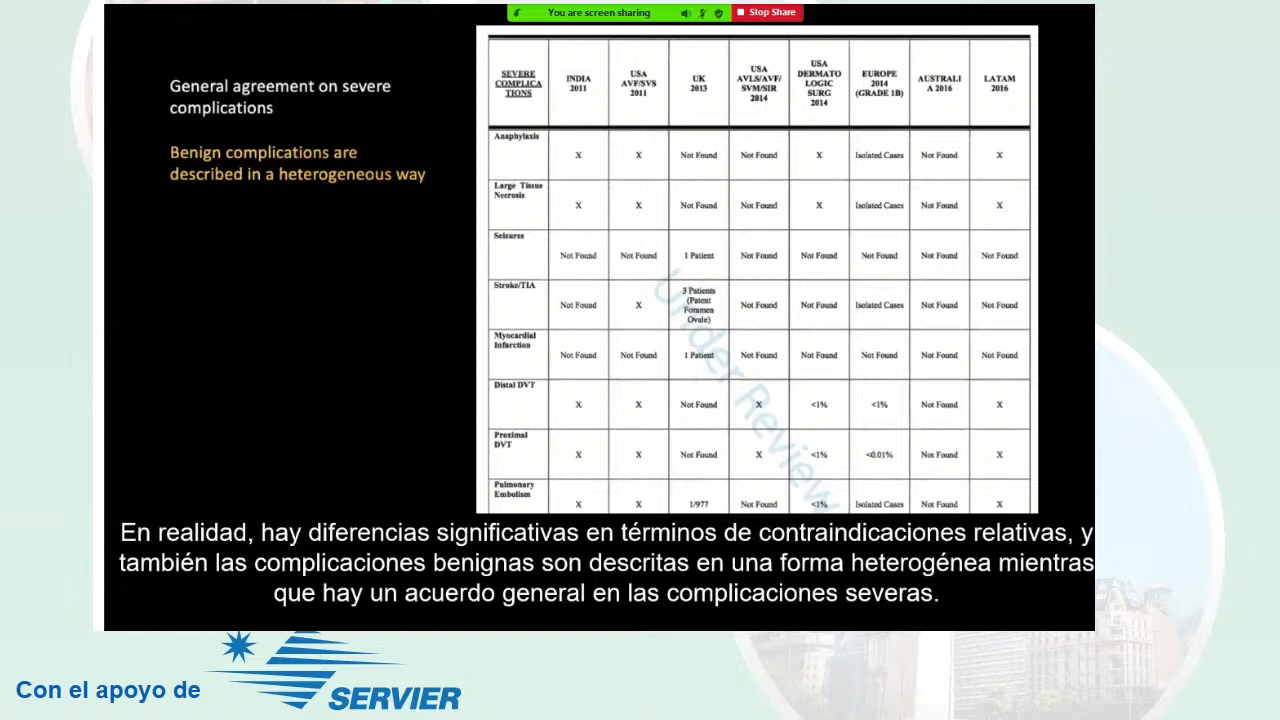 You are screen sharing
Stop Share
General agreement on severe
complications
Benign complications are
described in a heterogeneous way
SEVERE
COMPLICA
TIONS
INDIA
2011
USA
AVF/SVS
2011
UK
2013
USA
AVLS/AVF/
SVM/SIR
2014
USA
DERMATO
LOGIC
SURG
2014
EUROPE
2014
(GRADE 1B)
AUSTRALI
A 2016
LATAM
2016
Anaphylaxis
X X Not Found Not Found X Isolated Cases Not Found X
Large Tissue
Necrosis
X X Not Found Not Found X Isolated Cases Not Found X
Seizures
Not Found Not Found 1 Patient Not Found Not Found Not Found Not Found Not Found
Stroke/TIA
Not Found X 3 Patients
(Patent
Foramen
Ovale)
Not Found Not Found Isolated Cases Not Found Not Found
Myocardial
Infarction
Not Found Not Found 1 Patient Not Found Not Found Not Found Not Found Not Found
Distal DVT
X X Not Found X <1% <1% Not Found X
Proximal
DVT
X X Not Found X <1% <0.01% Not Found X
Pulmonary
Embolism
X X 1/977 Not Found <1% Isolated Cases Not Found X
Under Review
En realidad, hay diferencias significativas en términos de contraindicaciones relativas, y
también las complicaciones benignas son descritas en una forma heterogénea mientras
que hay un acuerdo general en las complicaciones severas.
Con el apoyo de
SERVIER